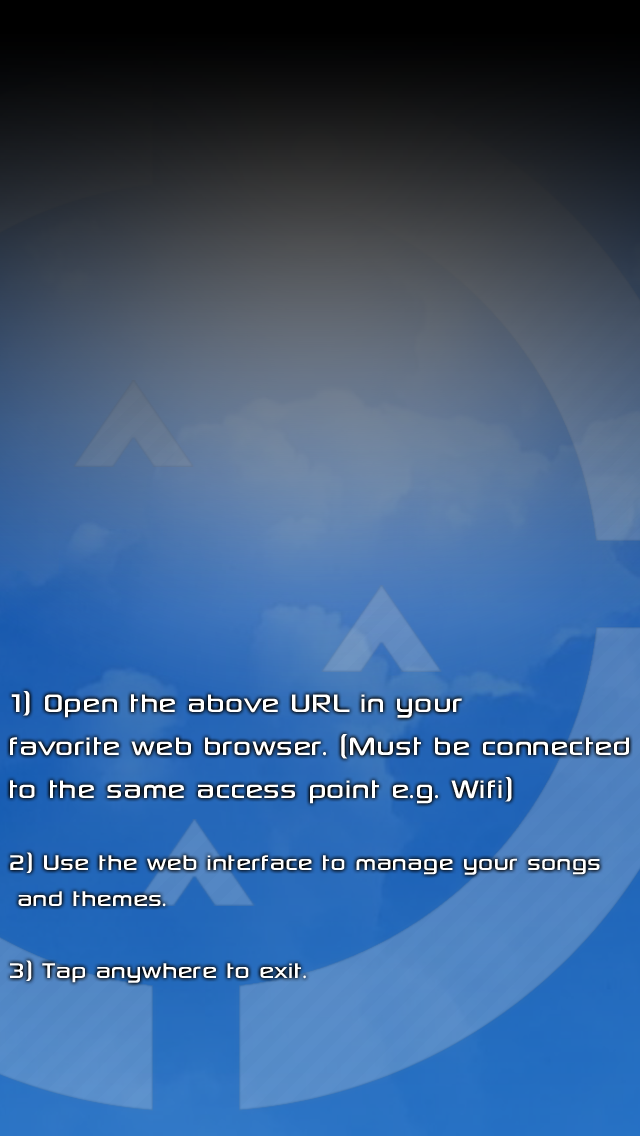 1) Open the above URL in your
favorite web browser. (Must be connected
to the same access point e.g. Wifi)
2) Use the web interface to manage your songs
and themes.
3) Tap anywhere to exit.